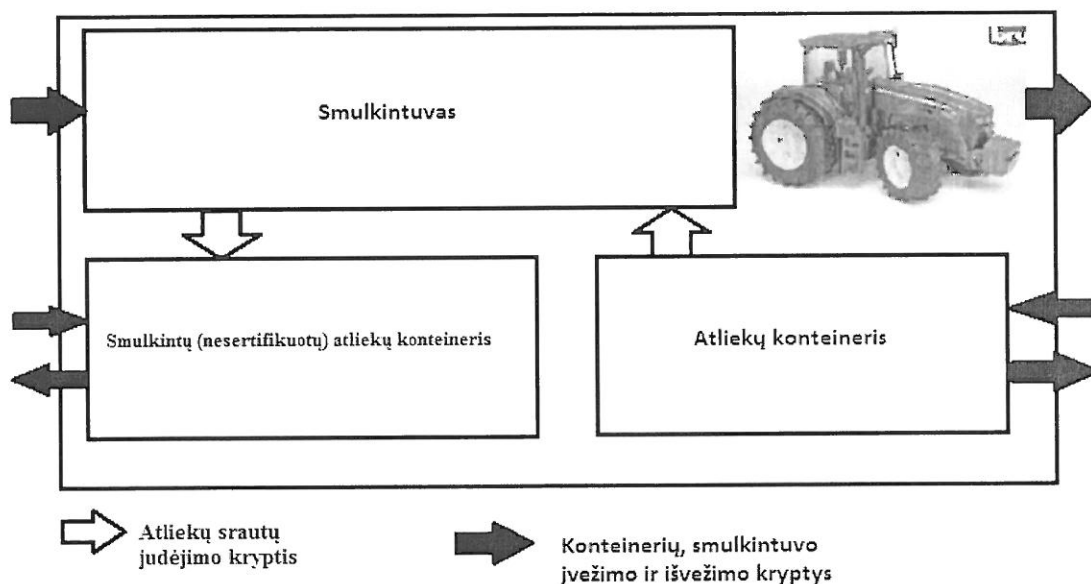 Smulkintuvas
Smulkintų (nesertifikuotų) atliekų konteineris
Atliekų konteineris
Atliekų srautų
judėjimo kryptis
Konteinerių, smulkintuvo
įvežimo ir išvežimo kryptys